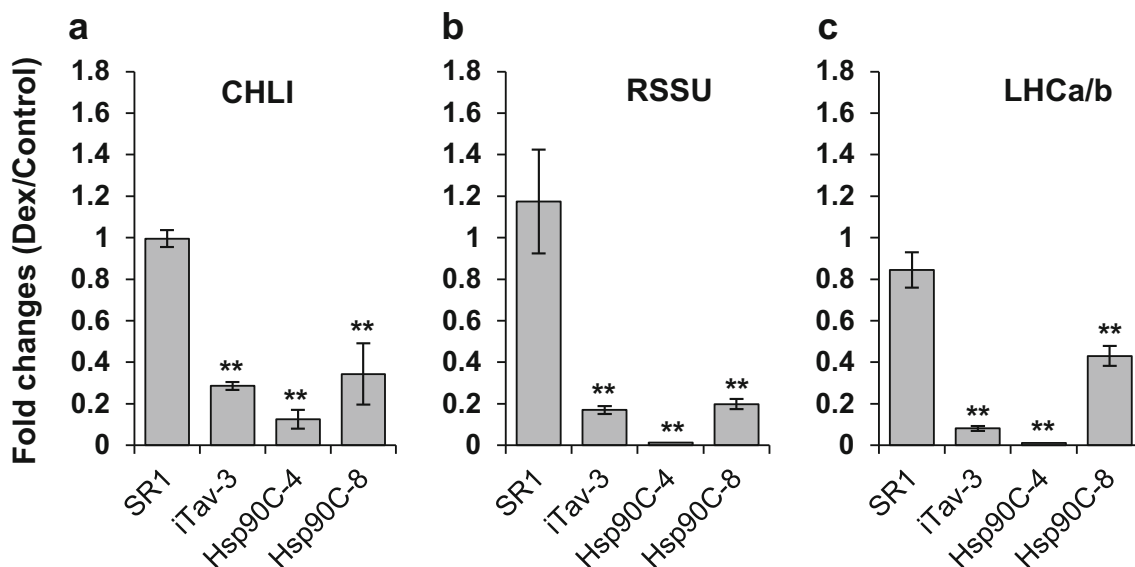 a
CHLI
Fold changes (Dex/Control)
1.8
1.6
1.4
1.2
1
0.8
0.6
0.4
0.2
0
**
**
**
SR1
iTav-3
Hsp90C-4
Hsp90C-8
b
RSSU
1.8
1.6
1.4
1.2
1
0.8
0.6
0.4
0.2
0
**
**
**
SR1
iTav-3
Hsp90C-4
Hsp90C-8
c
LHCa/b
1.8
1.6
1.4
1.2
1
0.8
0.6
0.4
0.2
0
**
**
**
SR1
iTav-3
Hsp90C-4
Hsp90C-8